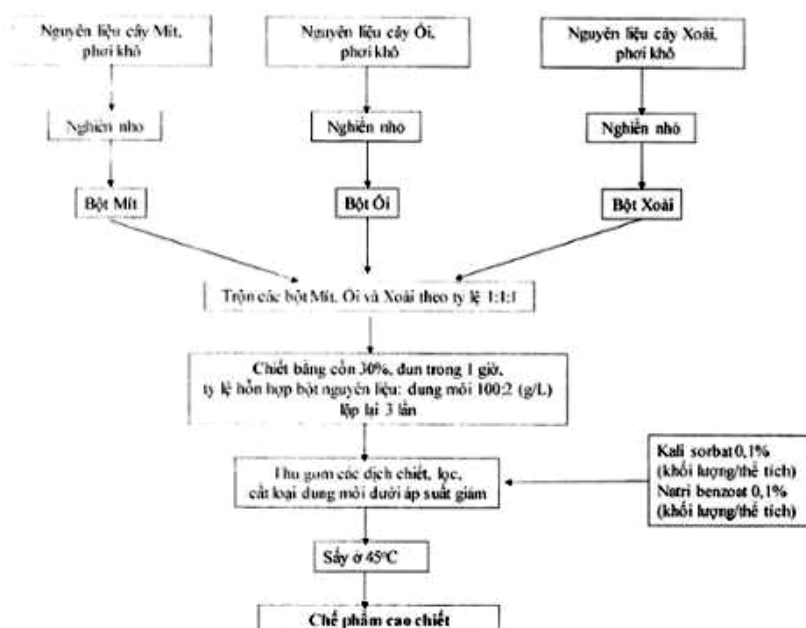 Nguyên liệu cây Mít,
phơi khô
Nguyên liệu cây Ổi,
phơi khô
Nguyên liệu cây Xoài,
phơi khô
Nghiền nhỏ
Nghiền nhỏ
Nghiền nhỏ
Bột Mít
Bột Ổi
Bột Xoài
Trộn các bột Mít, Ổi và Xoài theo tỷ lệ 1:1:1
Chiết bằng cồn 30%, đun trong 1 giờ,
tỷ lệ hỗn hợp bột nguyên liệu: dung môi 100:2 (g/L)
lặp lại 3 lần
Thu gom các dịch chiết, lọc,
cất loại dung môi dưới áp suất giảm
Kali sorbat 0,1%
(khối lượng/thể tích)
Natri benzoat 0,1%
(khối lượng/thể tích)
Sấy ở 45°C
Chế phẩm cao chiết